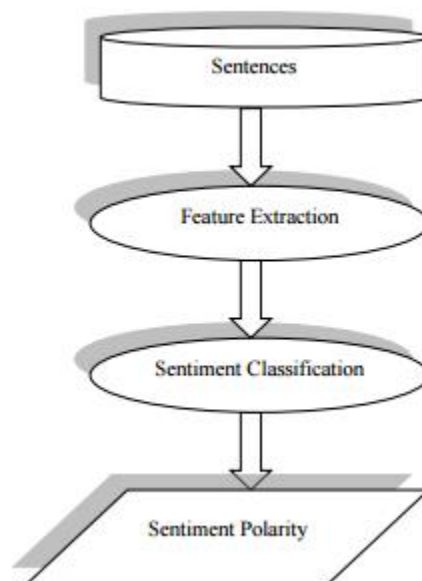 Sentences
Feature Extraction
Sentiment Classification
Sentiment Polarity